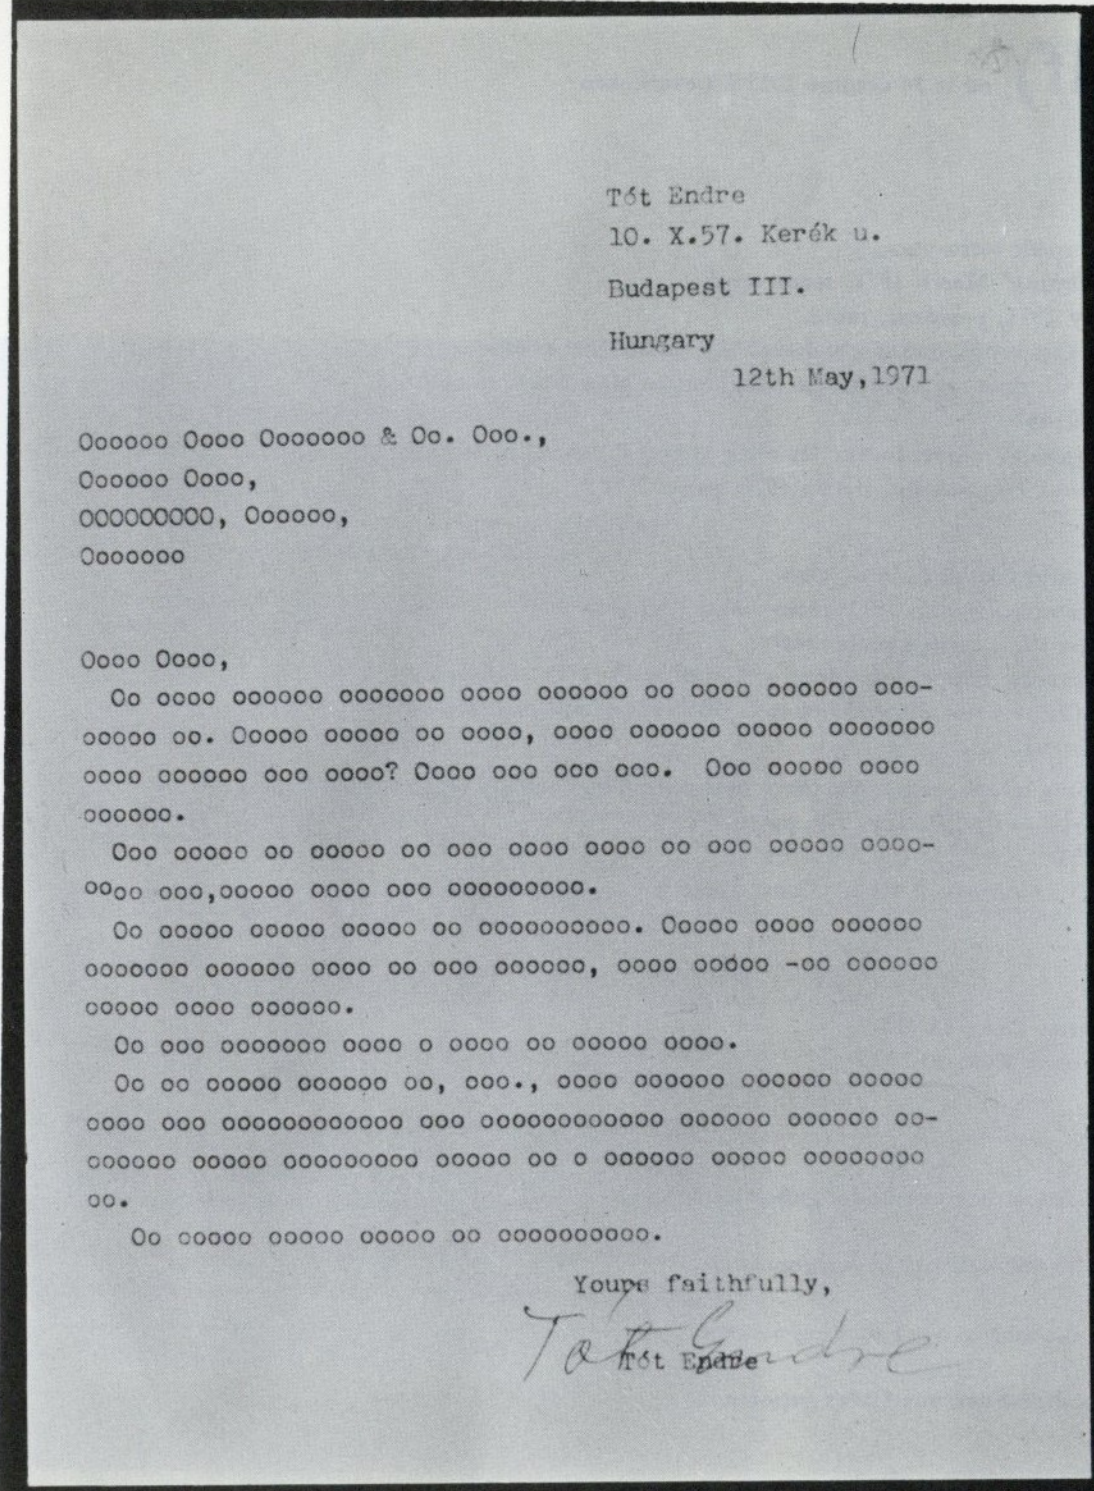 Tót Endre
10. X.57. Kerék u.
Budapest III.
Hungary
12th May,1971
Oooooo Oooo Ooooooo & Oo. Ooo.,
Oooooo Oooo,
OOOOOOOOO, Oooooo,
Ooooooo
Oooo Oooo,
Oo oooo oooooo ooooooo oooo oooooo oo oooo oooooo ooo-
ooooo oo. Ooooo ooooo oo oooo, oooo oooooo ooooo ooooooo
oooo oooooo ooo oooo? Oooo ooo ooo ooo. Ooo ooooo oooo
oooooo.
Ooo ooooo oo ooooo oo ooo oooo oooo oo ooo ooooo oooo-
oooo ooo,ooooo oooo ooo ooooooooo.
Oo ooooo ooooo ooooo oo oooooooooo. Ooooo oooo oooooo
ooooooo oooooo oooo oo ooo oooooo, oooo ooooo -oo oooooo
ooooo oooo oooooo.
Oo ooo ooooooo oooo o oooo oo ooooo oooo.
Oo oo ooooo oooooo oo, ooo., oooo oooooo oooooo ooooo
oooo ooo oooooooooooo ooo oooooooooooo oooooo oooooo oo-
oooooo ooooo ooooooooo ooooo oo o oooooo ooooo oooooooo
oo.
Oo ooooo ooooo ooooo oo oooooooooo.
Yours faithfully,
Tót Endre
Tót Endre